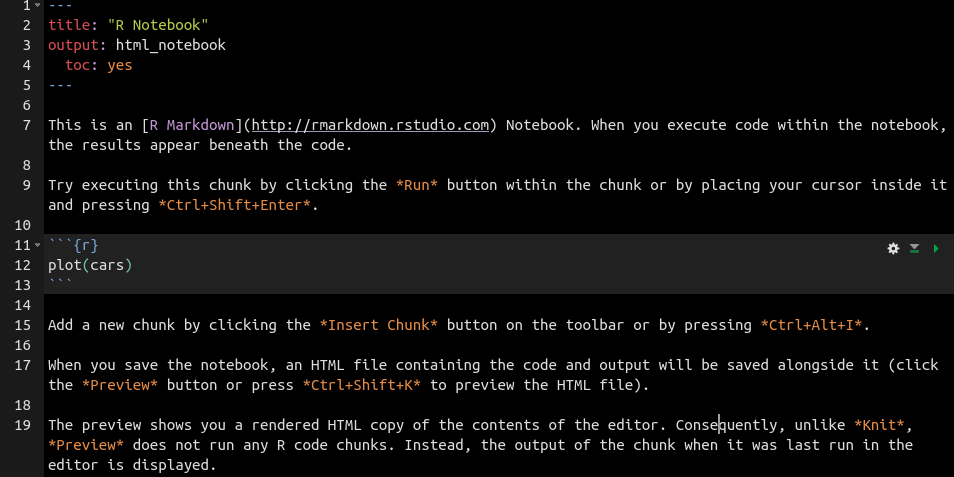 1 ---
2 title: "R Notebook"
3 output: html_notebook
4   toc: yes
5 ---
6
7 This is an [R Markdown](http://rmarkdown.rstudio.com) Notebook. When you execute code within the notebook,
the results appear beneath the code.
8
9 Try executing this chunk by clicking the *Run* button within the chunk or by placing your cursor inside it
and pressing *Ctrl+Shift+Enter*.
10
11 ```{r}
12 plot(cars)
13 ```
14
15 Add a new chunk by clicking the *Insert Chunk* button on the toolbar or by pressing *Ctrl+Alt+I*.
16
17 When you save the notebook, an HTML file containing the code and output will be saved alongside it (click
the *Preview* button or press *Ctrl+Shift+K* to preview the HTML file).
18
19 The preview shows you a rendered HTML copy of the contents of the editor. Consequently, unlike *Knit*,
*Preview* does not run any R code chunks. Instead, the output of the chunk when it was last run in the
editor is displayed.